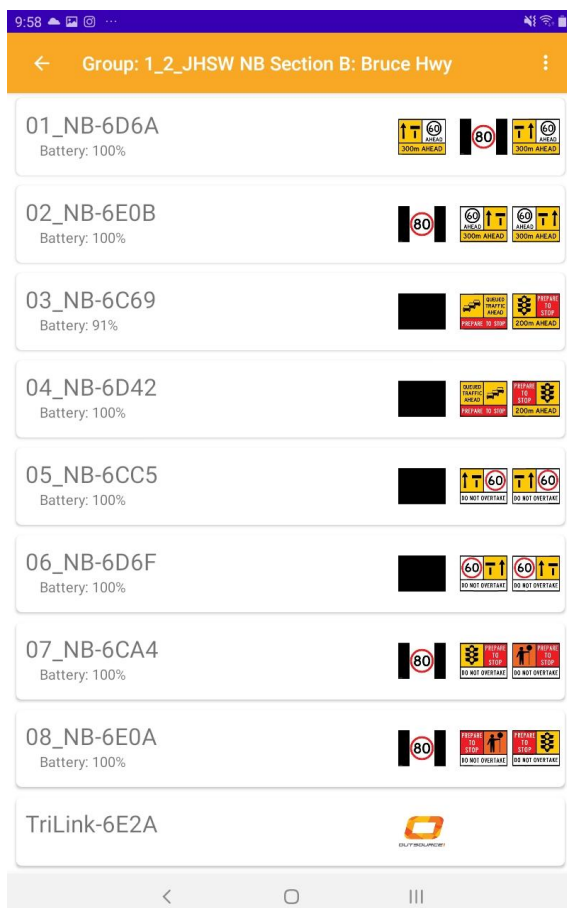 9:58
Group: 1_2_JHSW NB Section B: Bruce Hwy
01_NB-6D6A
Battery: 100%
60
AHEAD
300m AHEAD
80
60
AHEAD
300m AHEAD
02_NB-6E0B
Battery: 100%
80
60
AHEAD
300m AHEAD
60
AHEAD
300m AHEAD
03_NB-6C69
Battery: 91%
QUEUED
TRAFFIC
AHEAD
PREPARE TO STOP
PREPARE
TO
STOP
200m AHEAD
04_NB-6D42
Battery: 100%
QUEUED
TRAFFIC
AHEAD
PREPARE TO STOP
PREPARE
TO
STOP
200m AHEAD
05_NB-6CC5
Battery: 100%
60
DO NOT OVERTAKE
60
DO NOT OVERTAKE
06_NB-6D6F
Battery: 100%
60
DO NOT OVERTAKE
60
DO NOT OVERTAKE
07_NB-6CA4
Battery: 100%
80
PREPARE
TO
STOP
DO NOT OVERTAKE
PREPARE
TO
STOP
DO NOT OVERTAKE
08_NB-6E0A
Battery: 100%
80
PREPARE
TO
STOP
DO NOT OVERTAKE
PREPARE
TO
STOP
DO NOT OVERTAKE
TriLink-6E2A
OUTSOURCE!